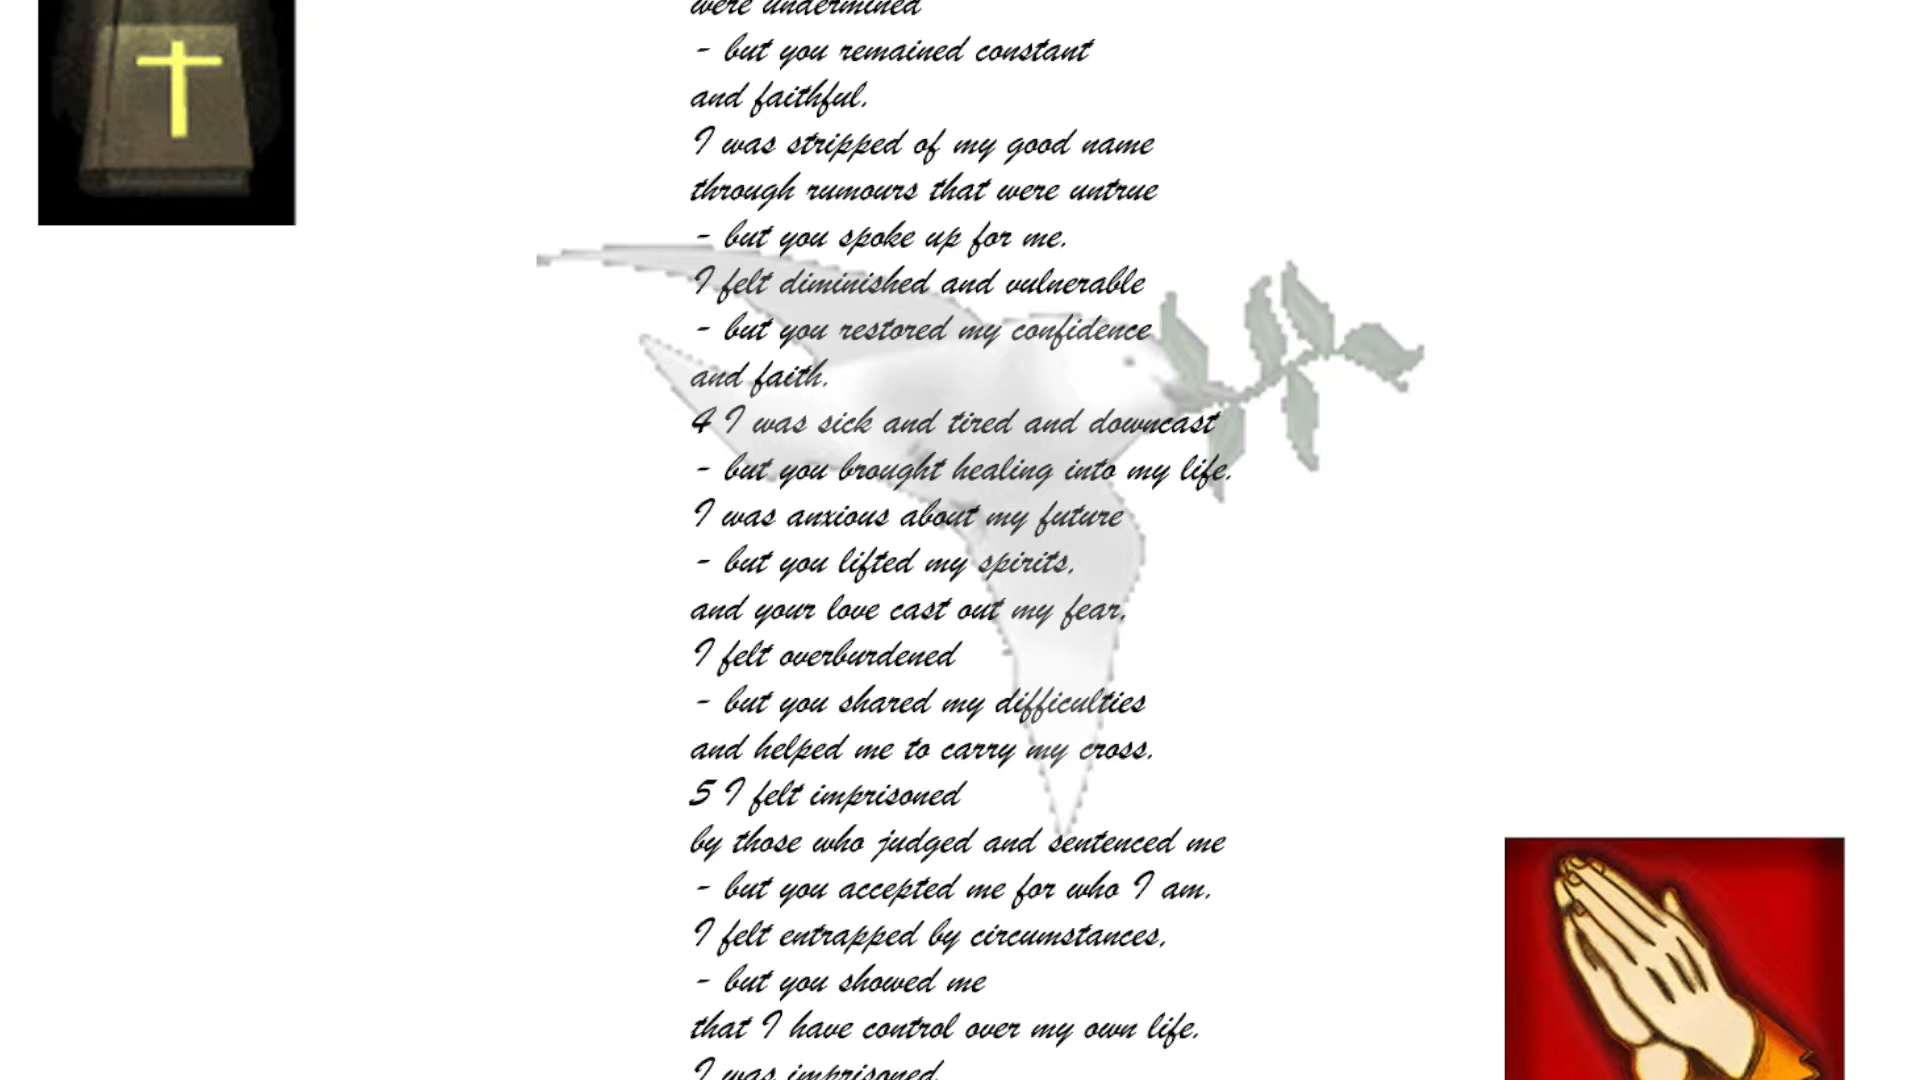 were undermined
- but you remained constant
and faithful.
I was stripped of my good name
through rumours that were untrue
- but you spoke up for me.
I felt diminished and vulnerable
- but you restored my confidence
and faith.
4 I was sick and tired and downcast
- but you brought healing into my life.
I was anxious about my future
- but you lifted my spirits,
and your love cast out my fear,
I felt overburdened
- but you shared my difficulties
and helped me to carry my cross.
5 I felt imprisoned
by those who judged and sentenced me
- but you accepted me for who I am.
I felt entrapped by circumstances,
- but you showed me
that I have control over my own life.
I was imprisoned